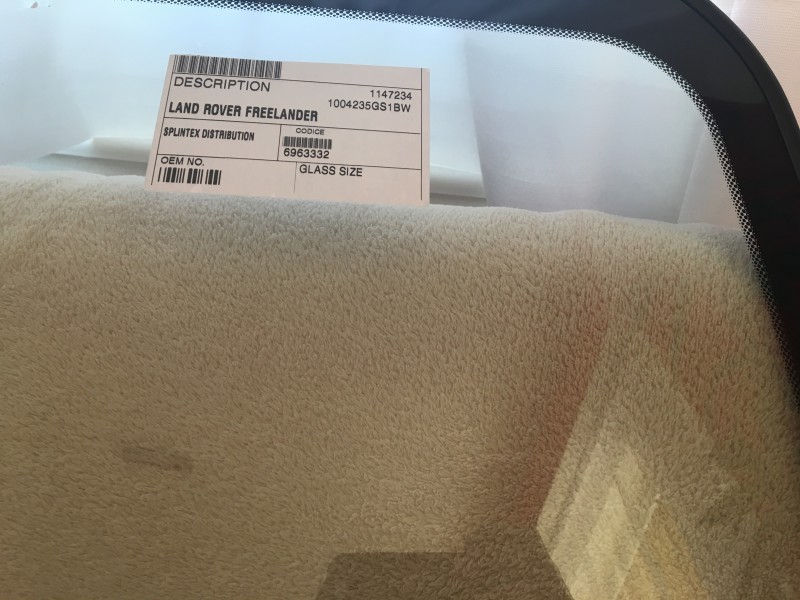 DESCRIPTION
1147234
1004235GS1BW
LAND ROVER FREELANDER
SPLINTEX DISTRIBUTION
CODICE
6963332
OEM NO.
GLASS SIZE